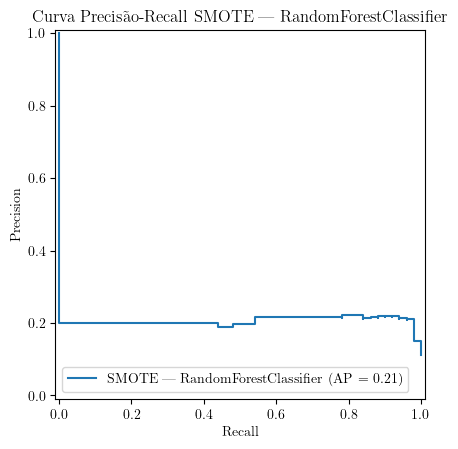 Curva Precisão-Recall SMOTE — RandomForestClassifier
1.0
0.8
0.6
0.4
0.2
0.0
Precision
SMOTE — RandomForestClassifier (AP = 0.21)
0.0 0.2 0.4 0.6 0.8 1.0
Recall